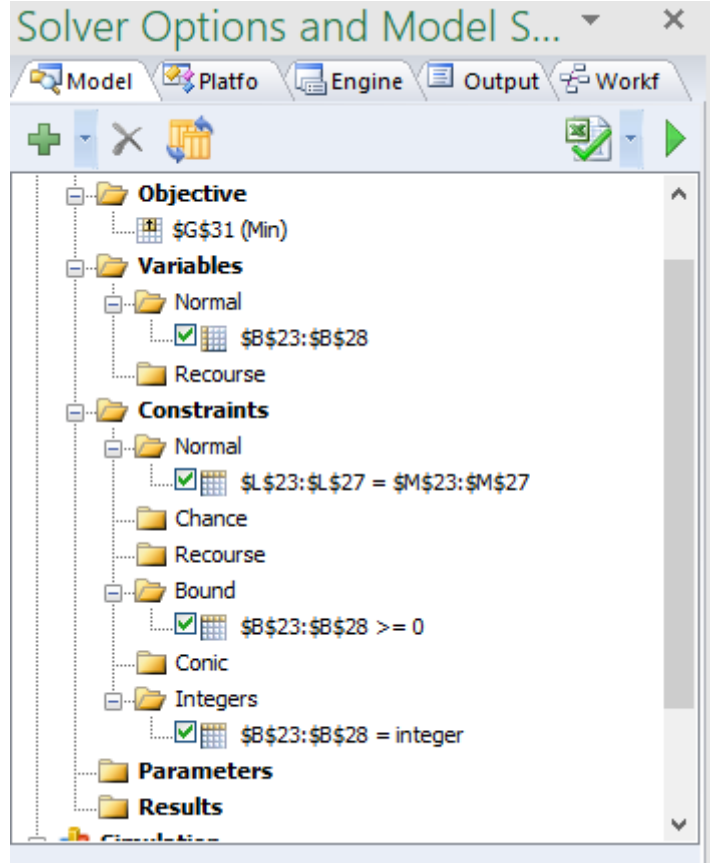 Solver Options and Model S...
Model Platfo Engine Output Workf
Objective
$G$31 (Min)
Variables
Normal
$B$23:$B$28
Recourse
Constraints
Normal
$L$23:$L$27 = $M$23:$M$27
Chance
Recourse
Bound
$B$23:$B$28 >= 0
Conic
Integers
$B$23:$B$28 = integer
Parameters
Results
Simulation